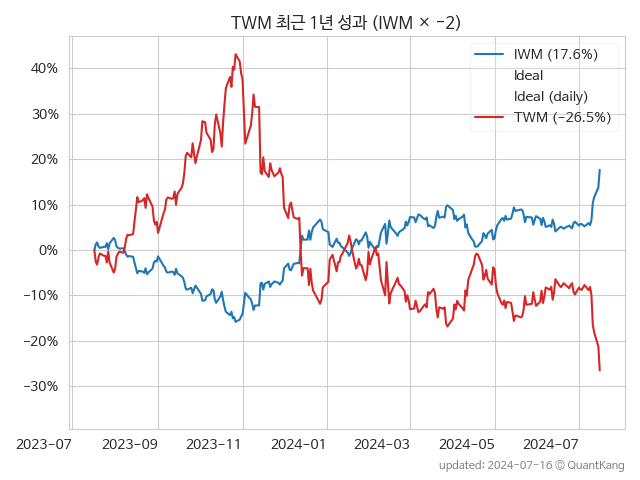 TWM 최근 1년 성과 (IWM × −2)
IWM (17.6%)
Ideal
Ideal (daily)
TWM (−26.5%)
40%
30%
20%
10%
0%
−10%
−20%
−30%
2023−07
2023−09
2023−11
2024−01
2024−03
2024−05
2024−07
updated: 2024-07-16 © QuantKang